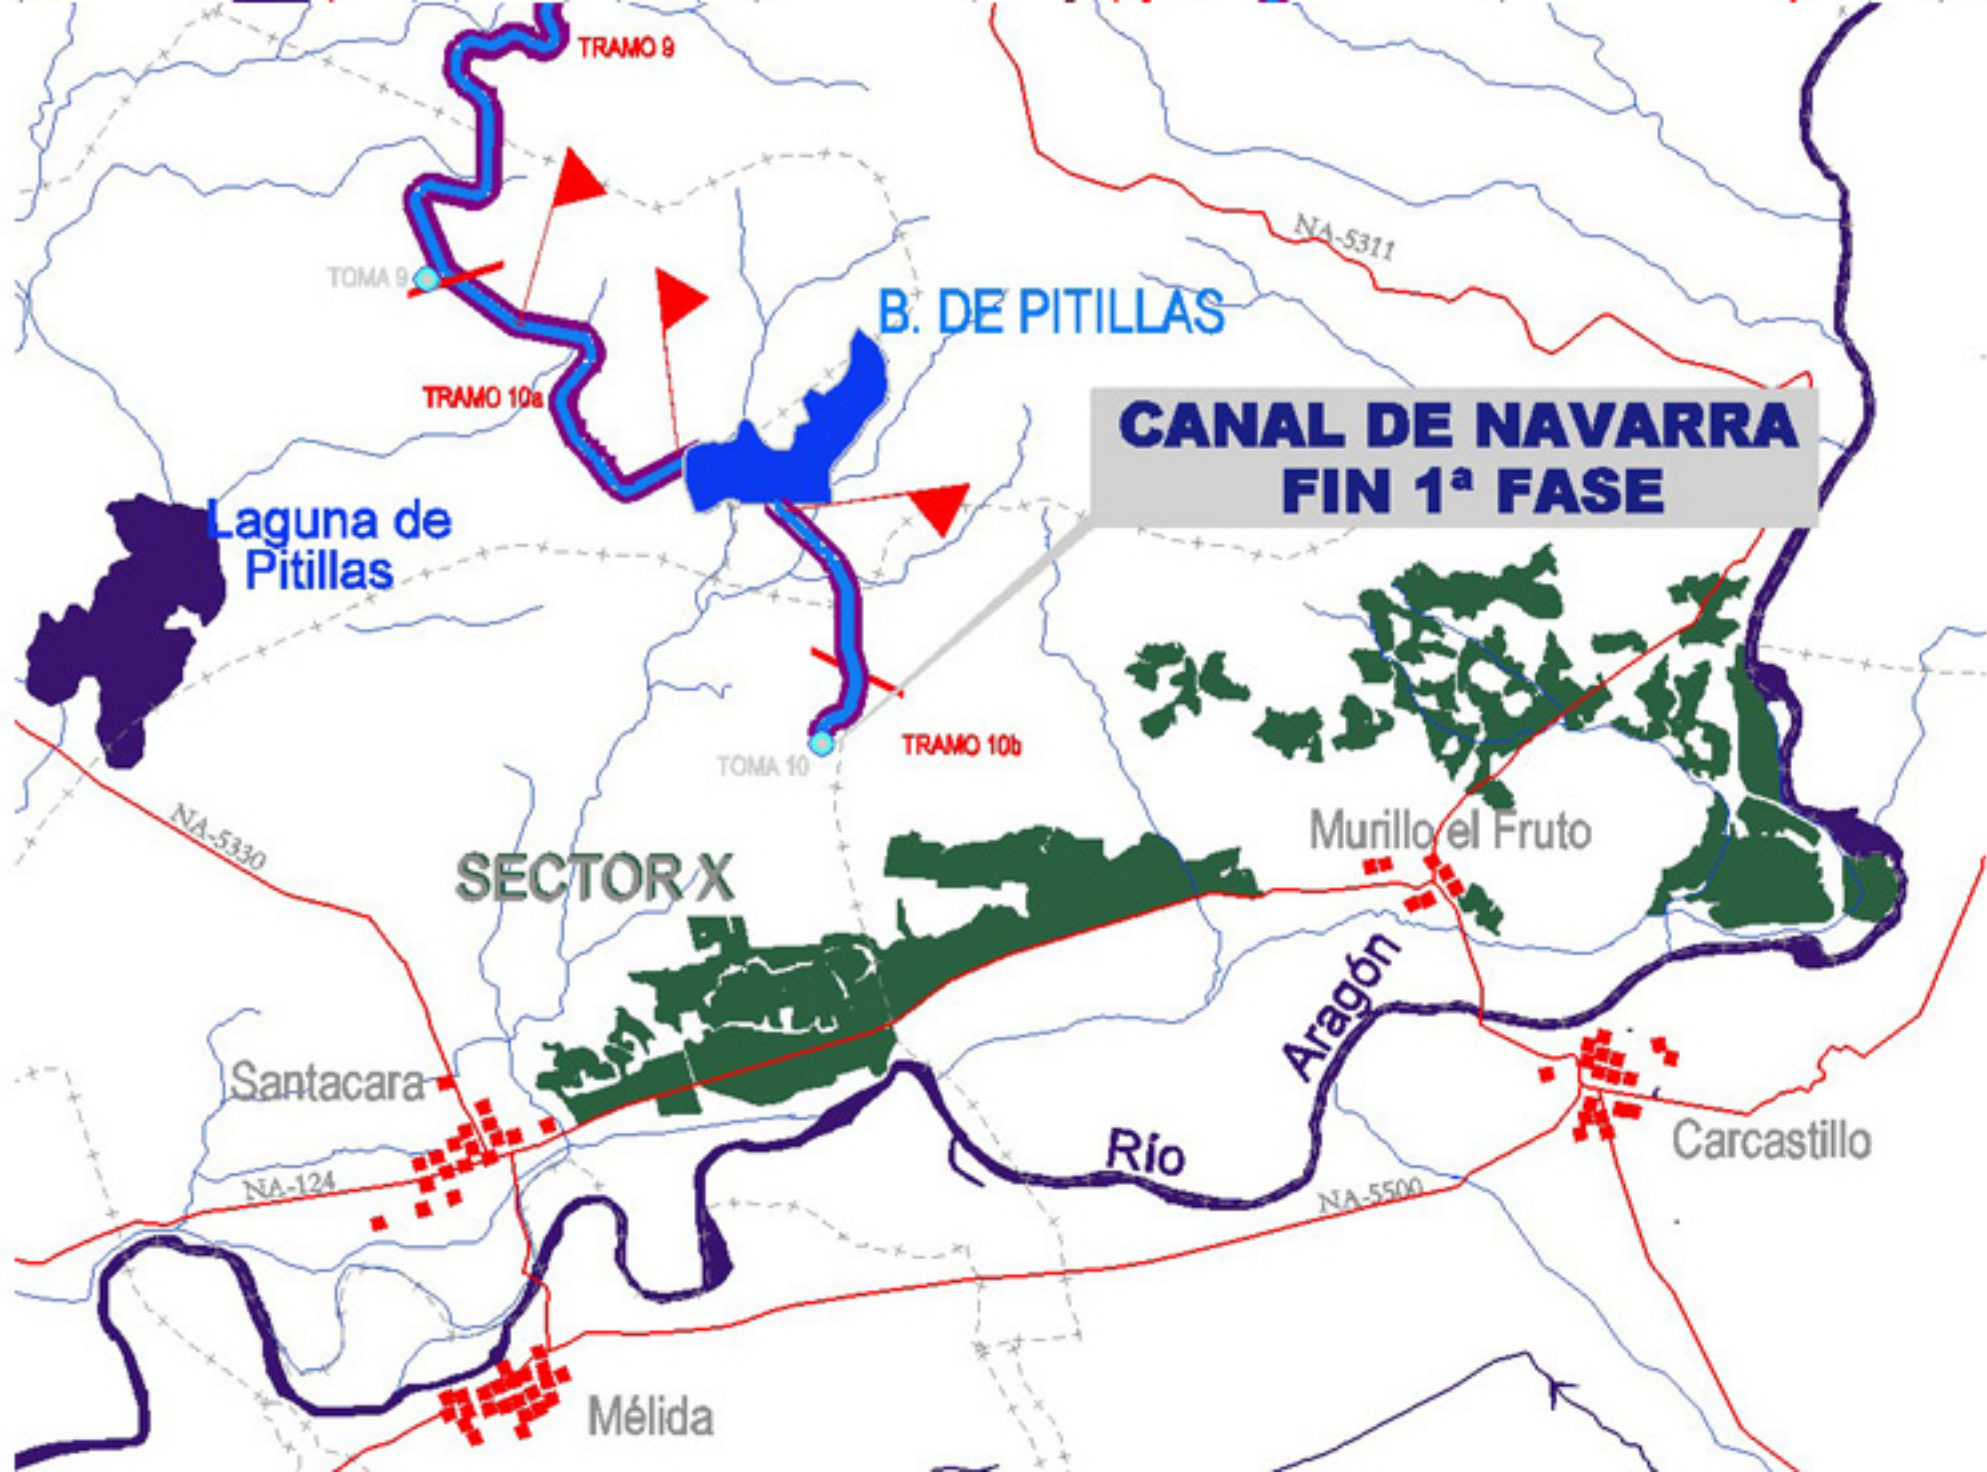 TRAMO 9
NA-5311
TOMA 9
B. DE PITILLAS
TRAMO 10a
CANAL DE NAVARRA
FIN 1ª FASE
Laguna de
Pitillas
TRAMO 10b
TOMA 10
NA-5330
Murillo el Fruto
SECTOR X
Aragón
Santacara
Río
Carcastillo
NA-124
NA-5500
Mélida